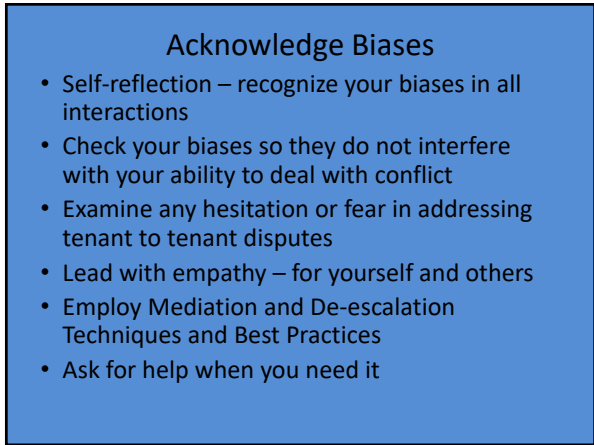 Acknowledge Biases
• Self-reflection – recognize your biases in all
interactions
• Check your biases so they do not interfere
with your ability to deal with conflict
• Examine any hesitation or fear in addressing
tenant to tenant disputes
• Lead with empathy – for yourself and others
• Employ Mediation and De-escalation
Techniques and Best Practices
• Ask for help when you need it